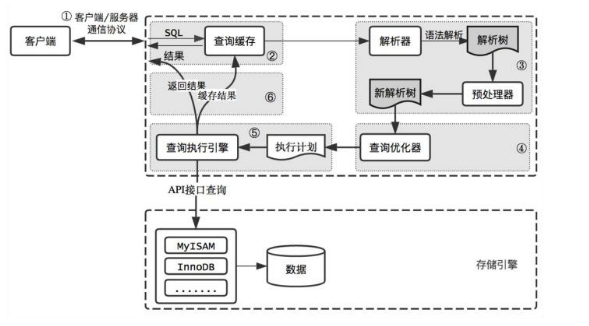 ① 客户端/服务器
通信协议
客户端
SQL
结果
查询缓存
②
解析器
语法解析
解析树
③
返回结果
缓存结果
⑥
新解析树
预处理器
查询执行引擎
⑤
执行计划
查询优化器
④
API接口查询
MyISAM
InnoDB
.......
数据
存储引擎